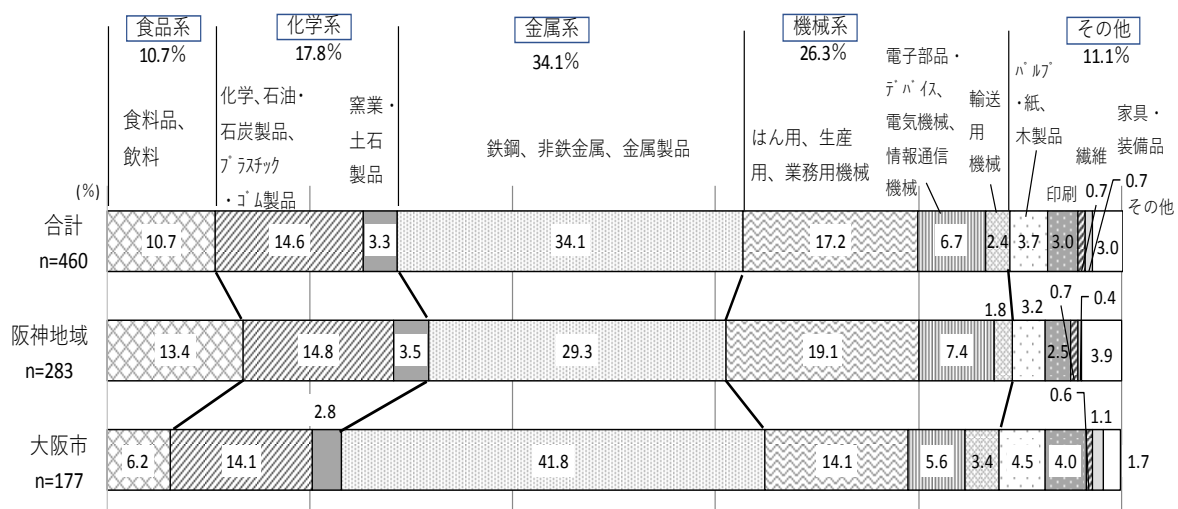 食品系
10.7%
化学系
17.8%
金属系
34.1%
機械系
26.3%
その他
11.1%
食料品、
飲料
化学、石油・
石炭製品、
プラスチック
・ゴム製品
窯業・
土石
製品
鉄鋼、非鉄金属、金属製品
はん用、生産
用、業務用機械
電子部品・
デバイス、
電気機械、
情報通信
機械
輸送
用
機械
パルプ
・紙、
木製品
印刷
繊維
家具・
装備品
その他
(%)
合計
n=460
10.7
14.6
3.3
34.1
17.2
6.7
2.4
3.7
3.0
0.7
0.7
3.0
阪神地域
n=283
13.4
14.8
3.5
29.3
19.1
7.4
1.8
3.2
2.5
0.7
0.4
3.9
大阪市
n=177
6.2
14.1
2.8
41.8
14.1
5.6
3.4
4.5
4.0
0.6
1.1
1.7